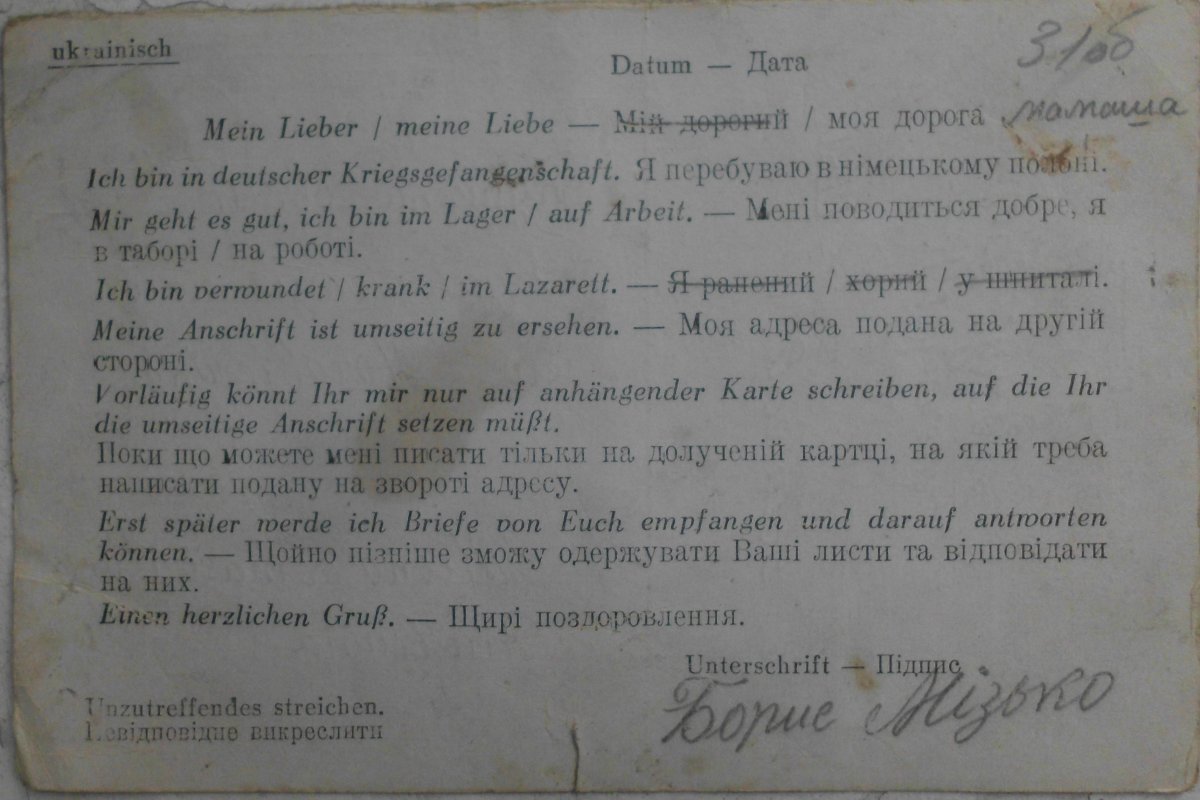 ukrainisch
Datum — Дата
Mein Lieber / meine Liebe — Мій дорогий / моя дорога мамаша
Ich bin in deutscher Kriegsgefangenschaft. Я перебуваю в німецькому полоні.
Mir geht es gut, ich bin im Lager / auf Arbeit. — Мені поводиться добре, я
в таборі / на роботі.
Ich bin verwundet / krank / im Lazarett. — Я ранений / хорий / у шпиталі.
Meine Anschrift ist umseitig zu ersehen. — Моя адреса подана на другій
стороні.
Vorläufig könnt Ihr mir nur auf anhängender Karte schreiben, auf die Ihr
die umseitige Anschrift setzen müßt.
Поки що можете мені писати тільки на долученій картці, на якій треба
написати подану на звороті адресу.
Erst später werde ich Briefe von Euch empfangen und darauf antworten
können. — Щойно пізніше зможу одержувати Ваші листи та відповідати
на них.
Einen herzlichen Gruß. — Щирі поздоровлення.
Unterschrift — Підпис
Борис Мізько
Unzutreffendes streichen.
Невідповідне викреслити